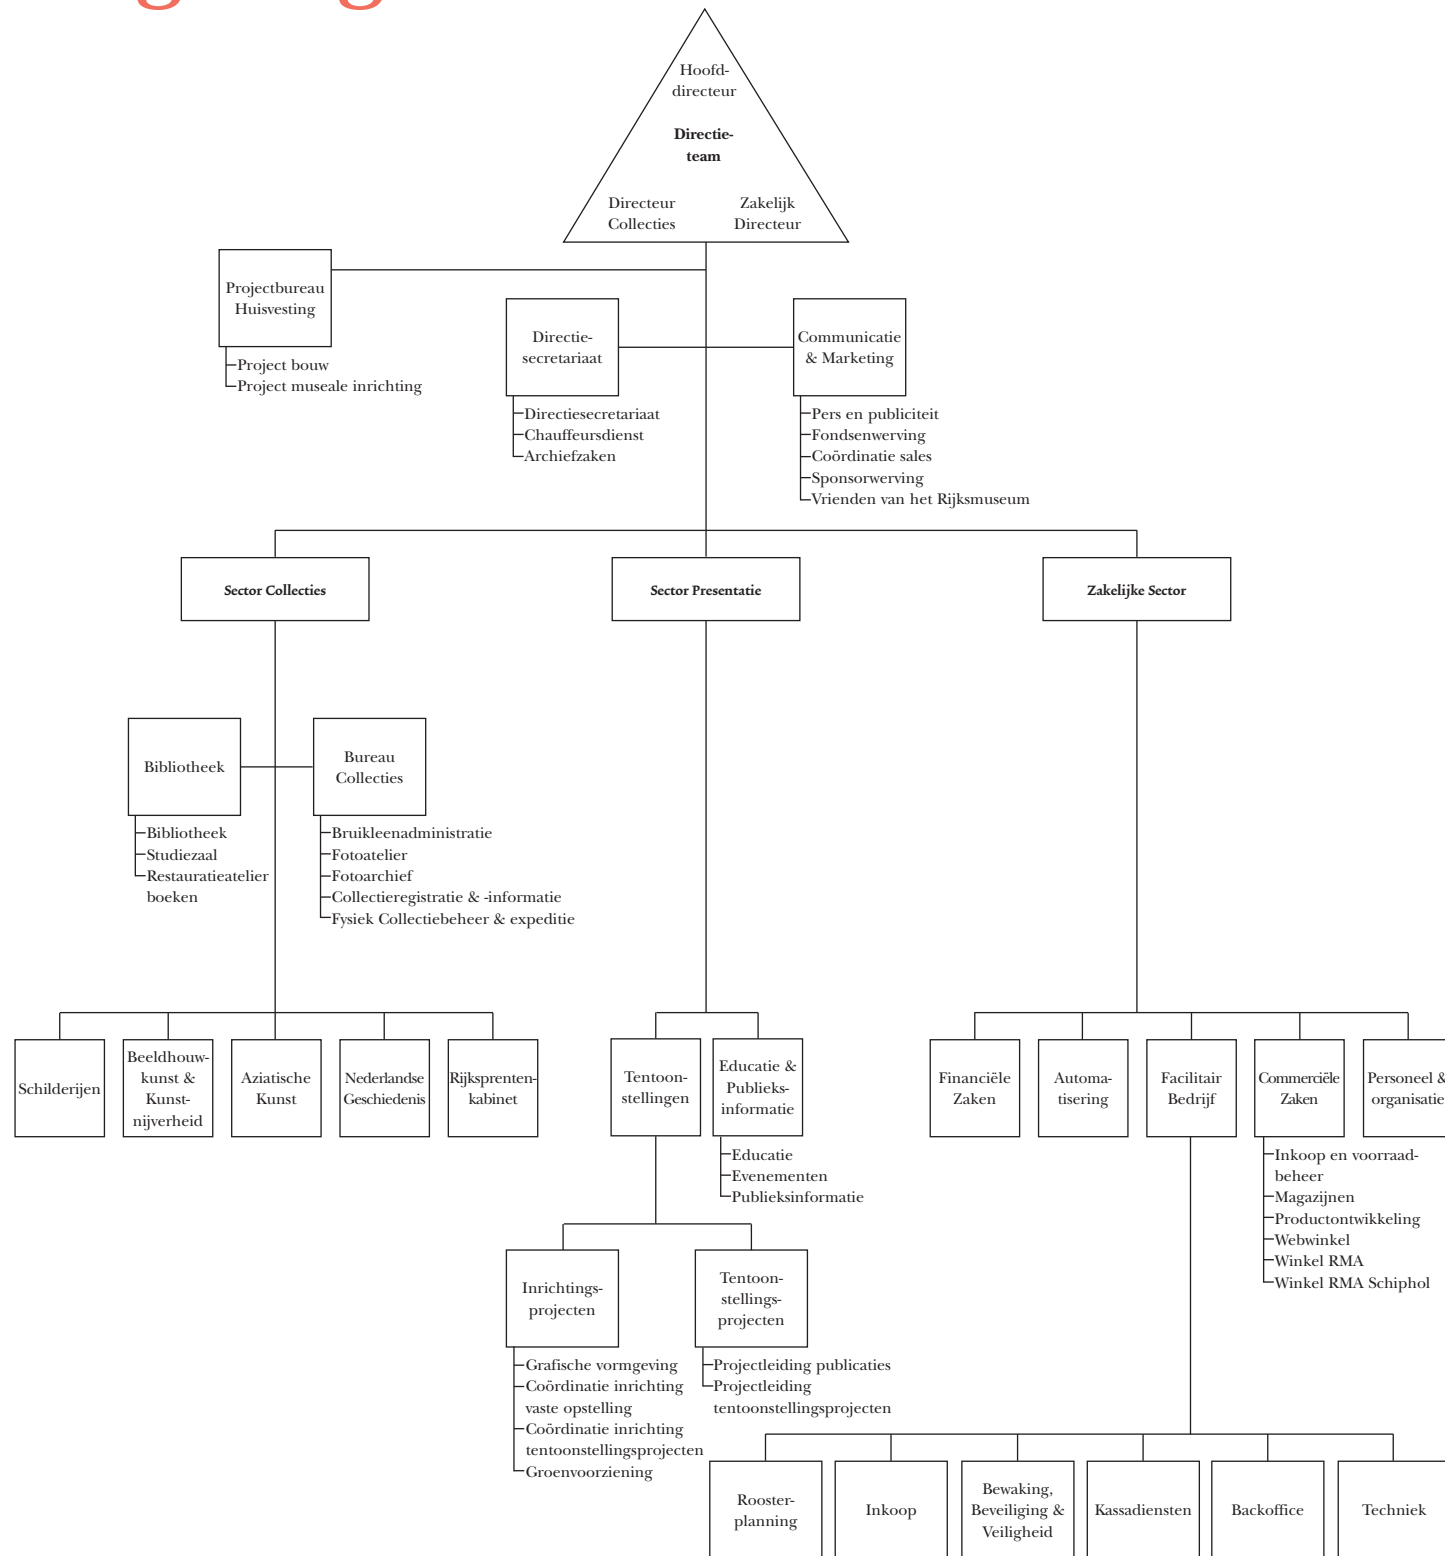 Hoofd-
directeur
Directie-
team
Directeur
Collecties
Zakelijk
Directeur
Projectbureau
Huisvesting
Project bouw
Project museale inrichting
Directie-
secretariaat
Directiesecretariaat
Chauffeursdienst
Archiefzaken
Communicatie
& Marketing
Pers en publiciteit
Fondsenwerving
Coördinatie sales
Sponsorwerving
Vrienden van het Rijksmuseum
Sector Collecties
Sector Presentatie
Zakelijke Sector
Bibliotheek
Bibliotheek
Studiezaal
Restauratieatelier
boeken
Bureau
Collecties
Bruikleenadministratie
Fotoatelier
Fotoarchief
Collectieregistratie & -informatie
Fysiek Collectiebeheer & expeditie
Schilderijen
Beeldhouw-
kunst &
Kunst-
nijverheid
Aziatische
Kunst
Nederlandse
Geschiedenis
Rijksprenten-
kabinet
Tentoon-
stellingen
Educatie &
Publieks-
informatie
Educatie
Evenementen
Publieksinformatie
Inrichtings-
projecten
Grafische vormgeving
Coördinatie inrichting
vaste opstelling
Coördinatie inrichting
tentoonstellingsprojecten
Groenvoorziening
Tentoon-
stellings-
projecten
Projectleiding publicaties
Projectleiding
tentoonstellingsprojecten
Financiële
Zaken
Automa-
tisering
Facilitair
Bedrijf
Commerciële
Zaken
Inkoop en voorraad-
beheer
Magazijnen
Productontwikkeling
Webwinkel
Winkel RMA
Winkel RMA Schiphol
Personeel &
organisatie
Rooster-
planning
Inkoop
Bewaking,
Beveiliging &
Veiligheid
Kassadiensten
Backoffice
Techniek